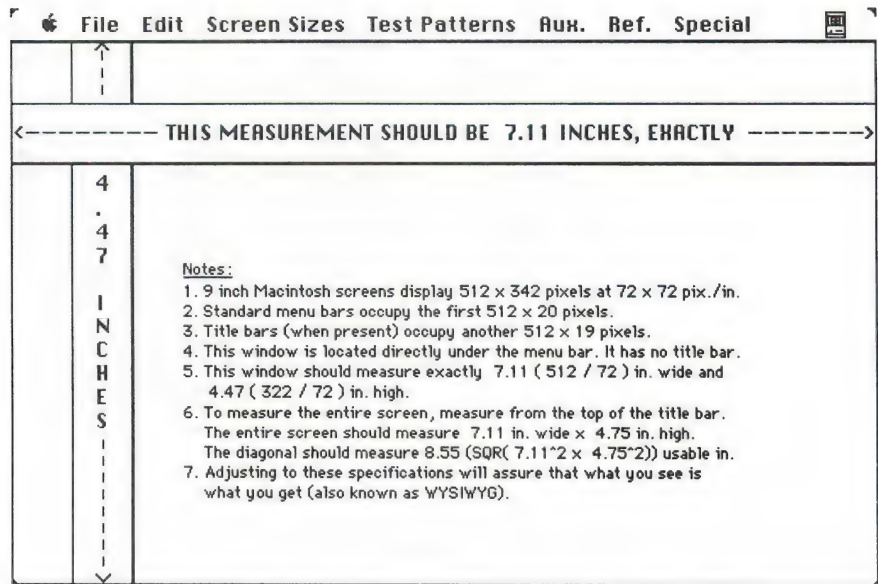 File Edit Screen Sizes Test Patterns Aux. Ref. Special
<-------- THIS MEASUREMENT SHOULD BE 7.11 INCHES, EXACTLY ------->
4.47 INCHES
Notes:
1. 9 inch Macintosh screens display 512 x 342 pixels at 72 x 72 pix./in.
2. Standard menu bars occupy the first 512 x 20 pixels.
3. Title bars (when present) occupy another 512 x 19 pixels.
4. This window is located directly under the menu bar. It has no title bar.
5. This window should measure exactly 7.11 ( 512 / 72 ) in. wide and
4.47 ( 322 / 72 ) in. high.
6. To measure the entire screen, measure from the top of the title bar.
The entire screen should measure 7.11 in. wide x 4.75 in. high.
The diagonal should measure 8.55 (SQR( 7.11^2 x 4.75^2)) usable in.
7. Adjusting to these specifications will assure that what you see is
what you get (also known as WYSIWYG).